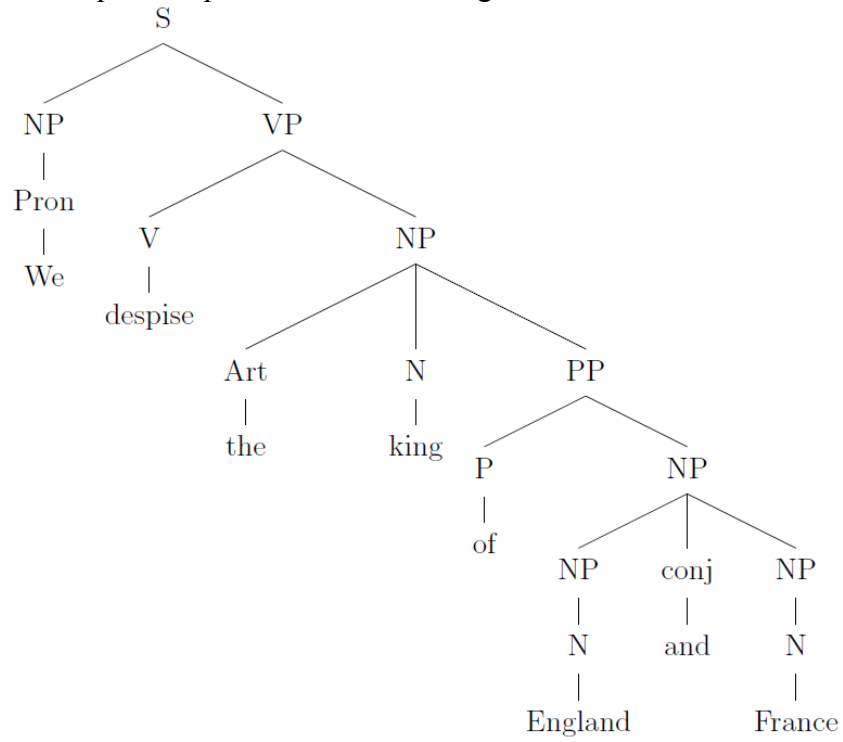 S
NP VP
Pron
V NP
We
despise
Art N PP
the king
P NP
of
NP conj NP
N and N
England France